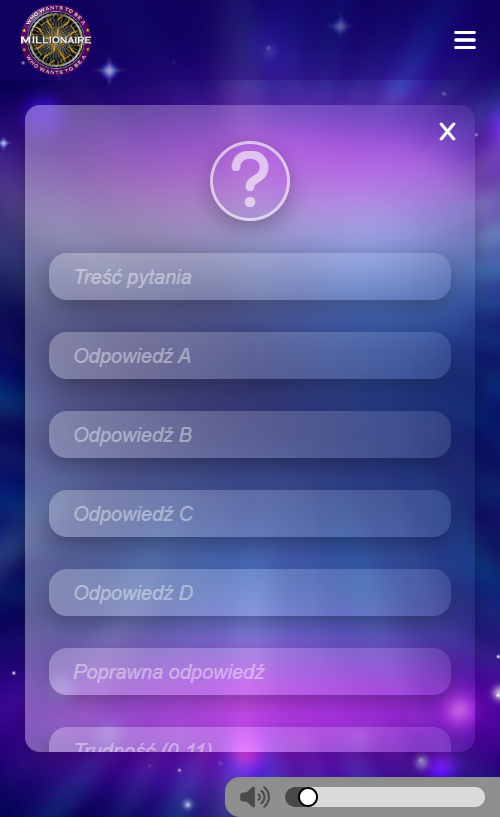 WHO WANTS TO BE A
MILLIONAIRE
WHO WANTS TO BE A
X
?
Treść pytania
Odpowiedź A
Odpowiedź B
Odpowiedź C
Odpowiedź D
Poprawna odpowiedź
Trudność (0-11)